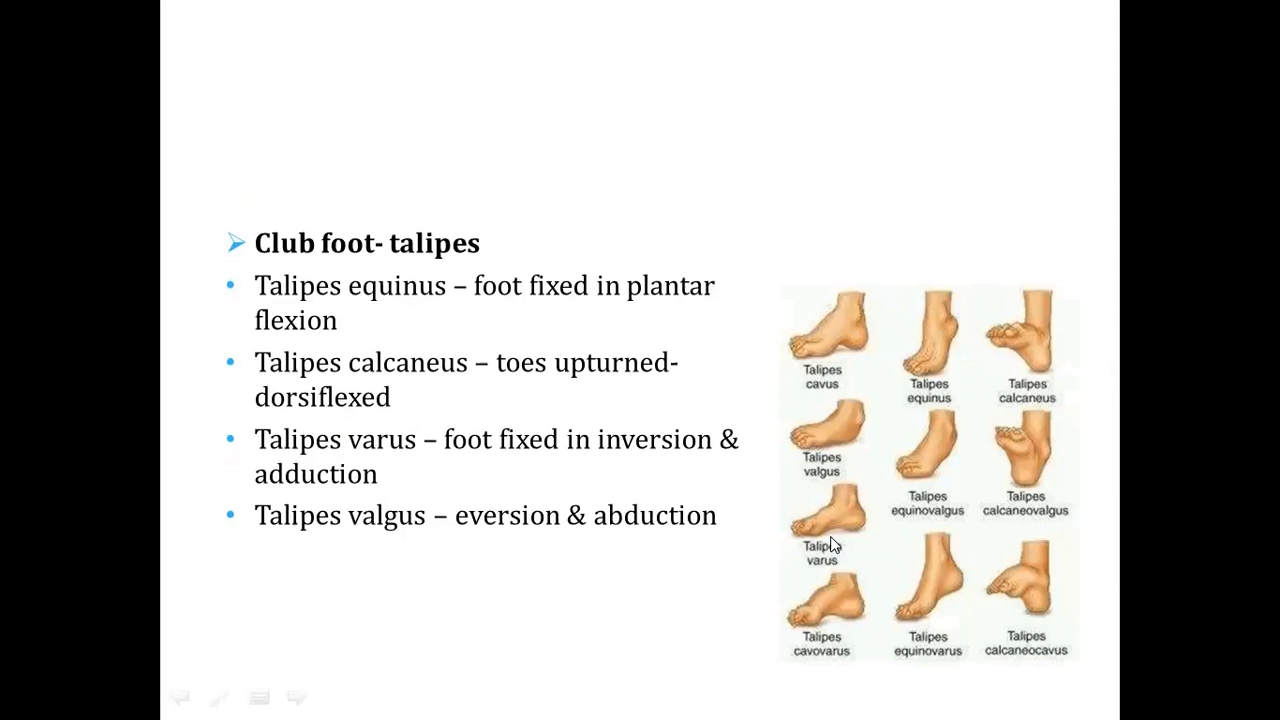 Club foot- talipes
Talipes equinus – foot fixed in plantar
flexion
Talipes calcaneus – toes upturned-
dorsiflexed
Talipes varus – foot fixed in inversion &
adduction
Talipes valgus – eversion & abduction
Talipes
cavus
Talipes
equinus
Talipes
calcaneus
Talipes
valgus
Talipes
equinovalgus
Talipes
calcaneovalgus
Talipes
varus
Talipes
cavovarus
Talipes
equinovarus
Talipes
calcaneocavus